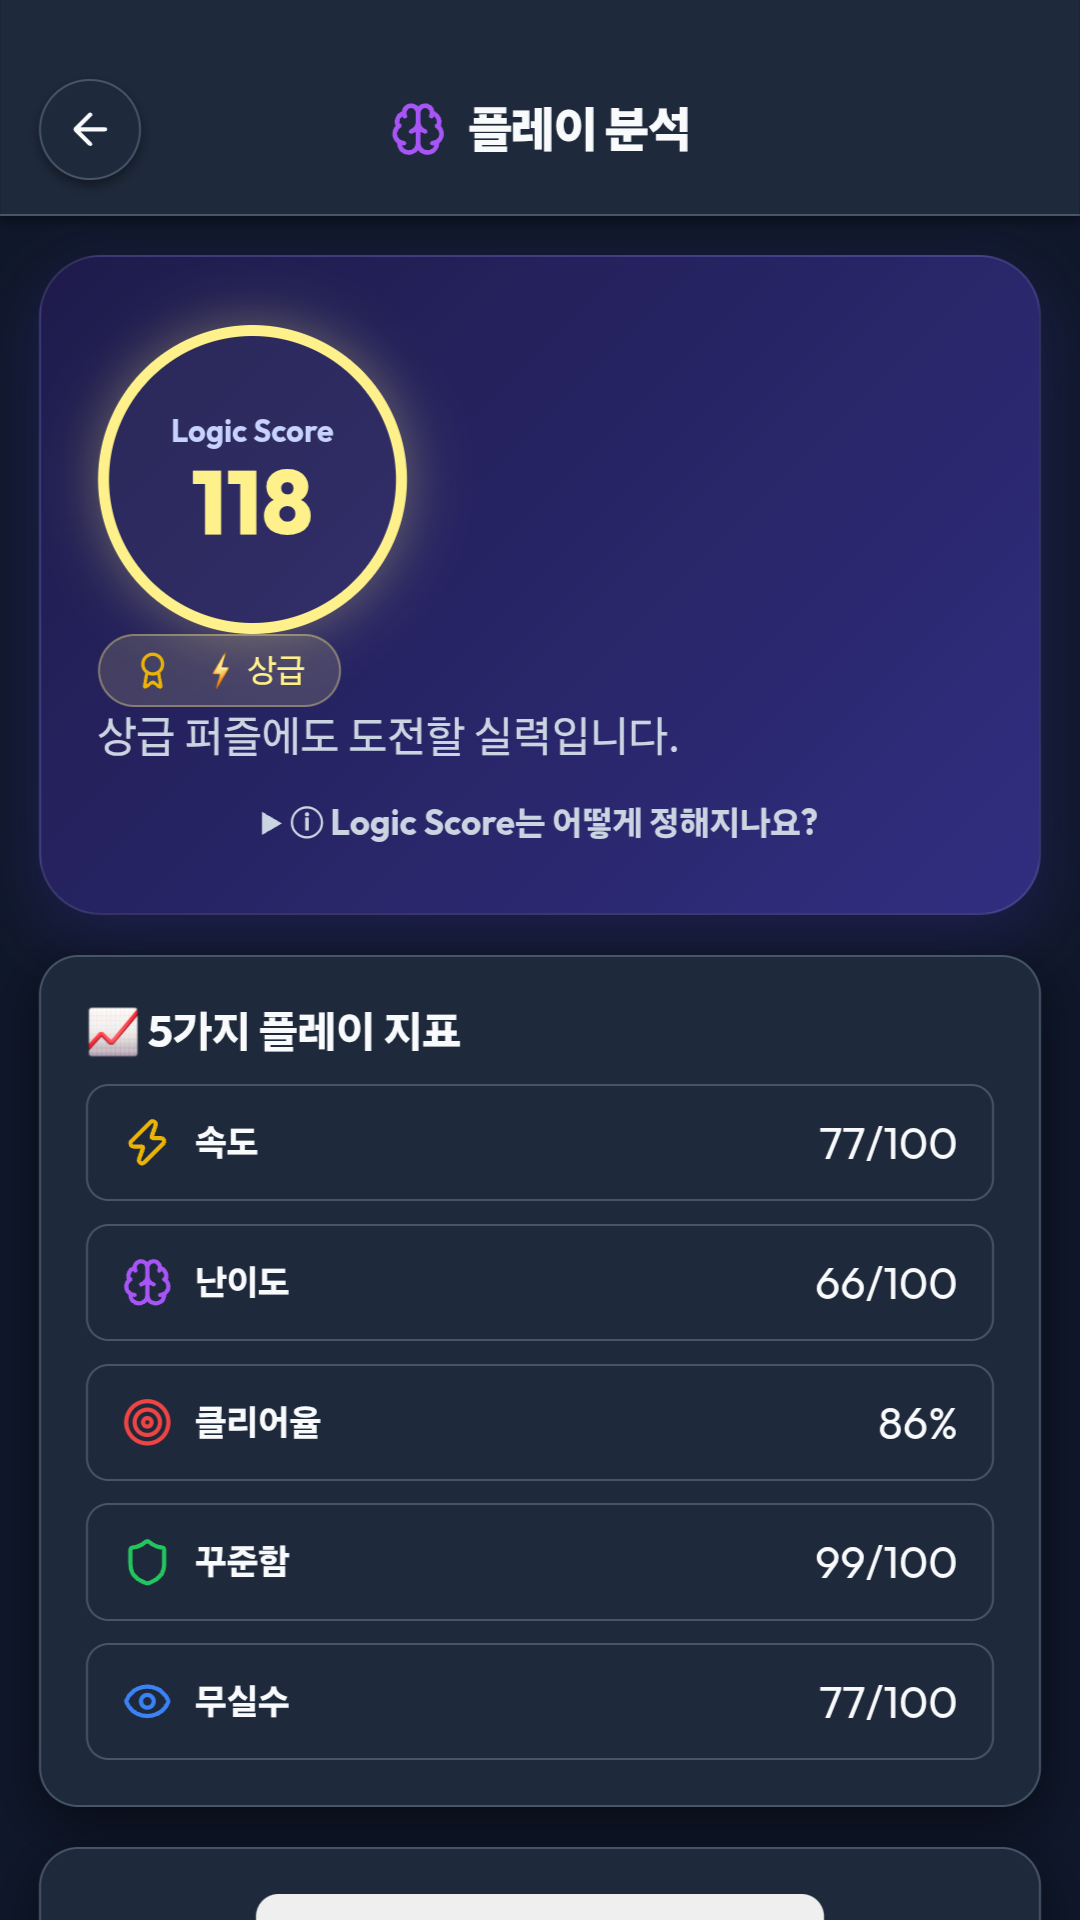 플레이 분석
Logic Score
118
⚡ 상급
상급 퍼즐에도 도전할 실력입니다.
▶ ⓘ Logic Score는 어떻게 정해지나요?
📈 5가지 플레이 지표
속도 77/100
난이도 66/100
클리어율 86%
꾸준함 99/100
무실수 77/100